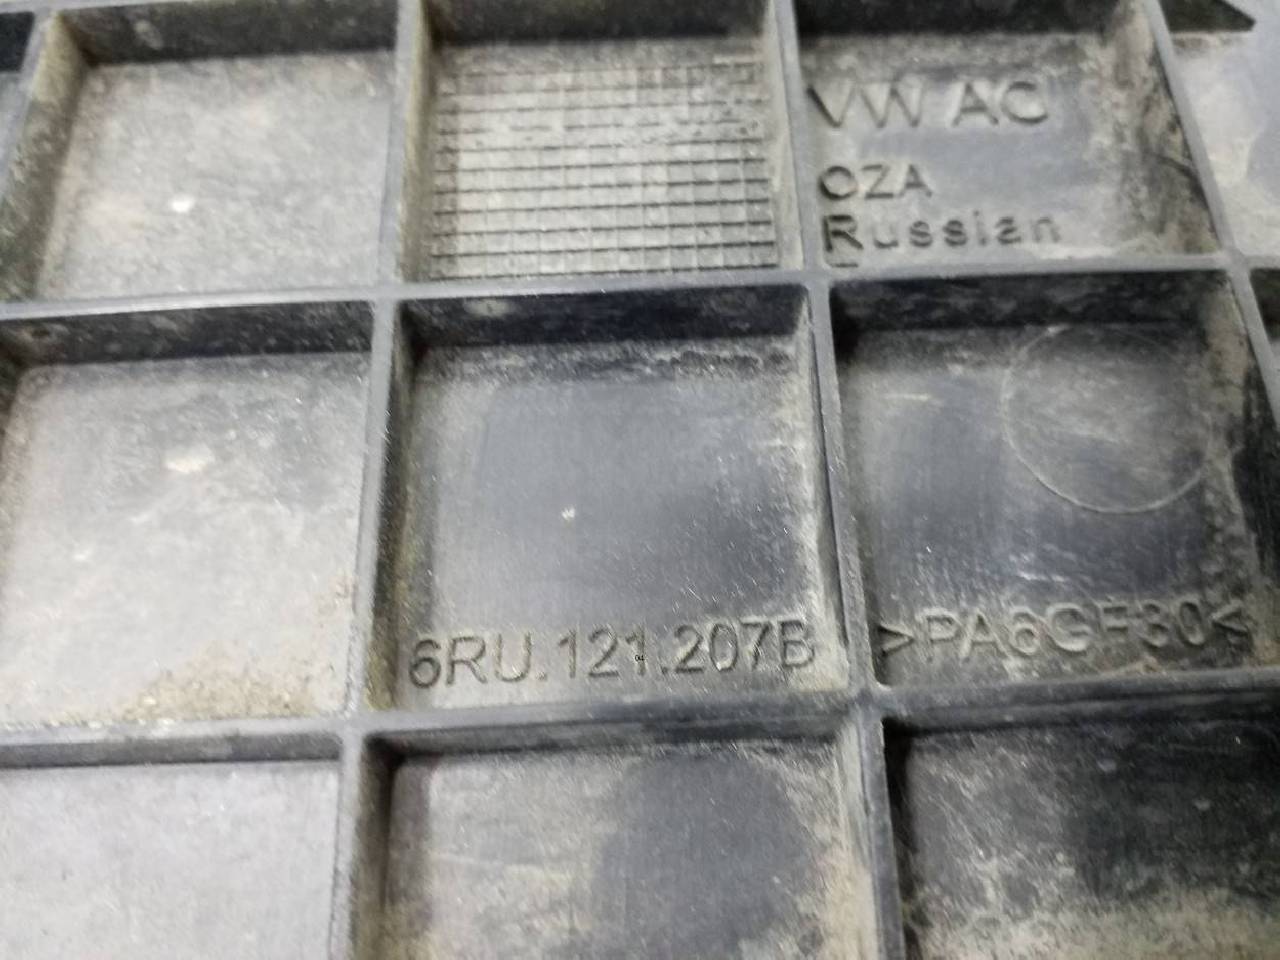 VW AG
OZA
Russian
6RU.121.207B
>PA6GF30<